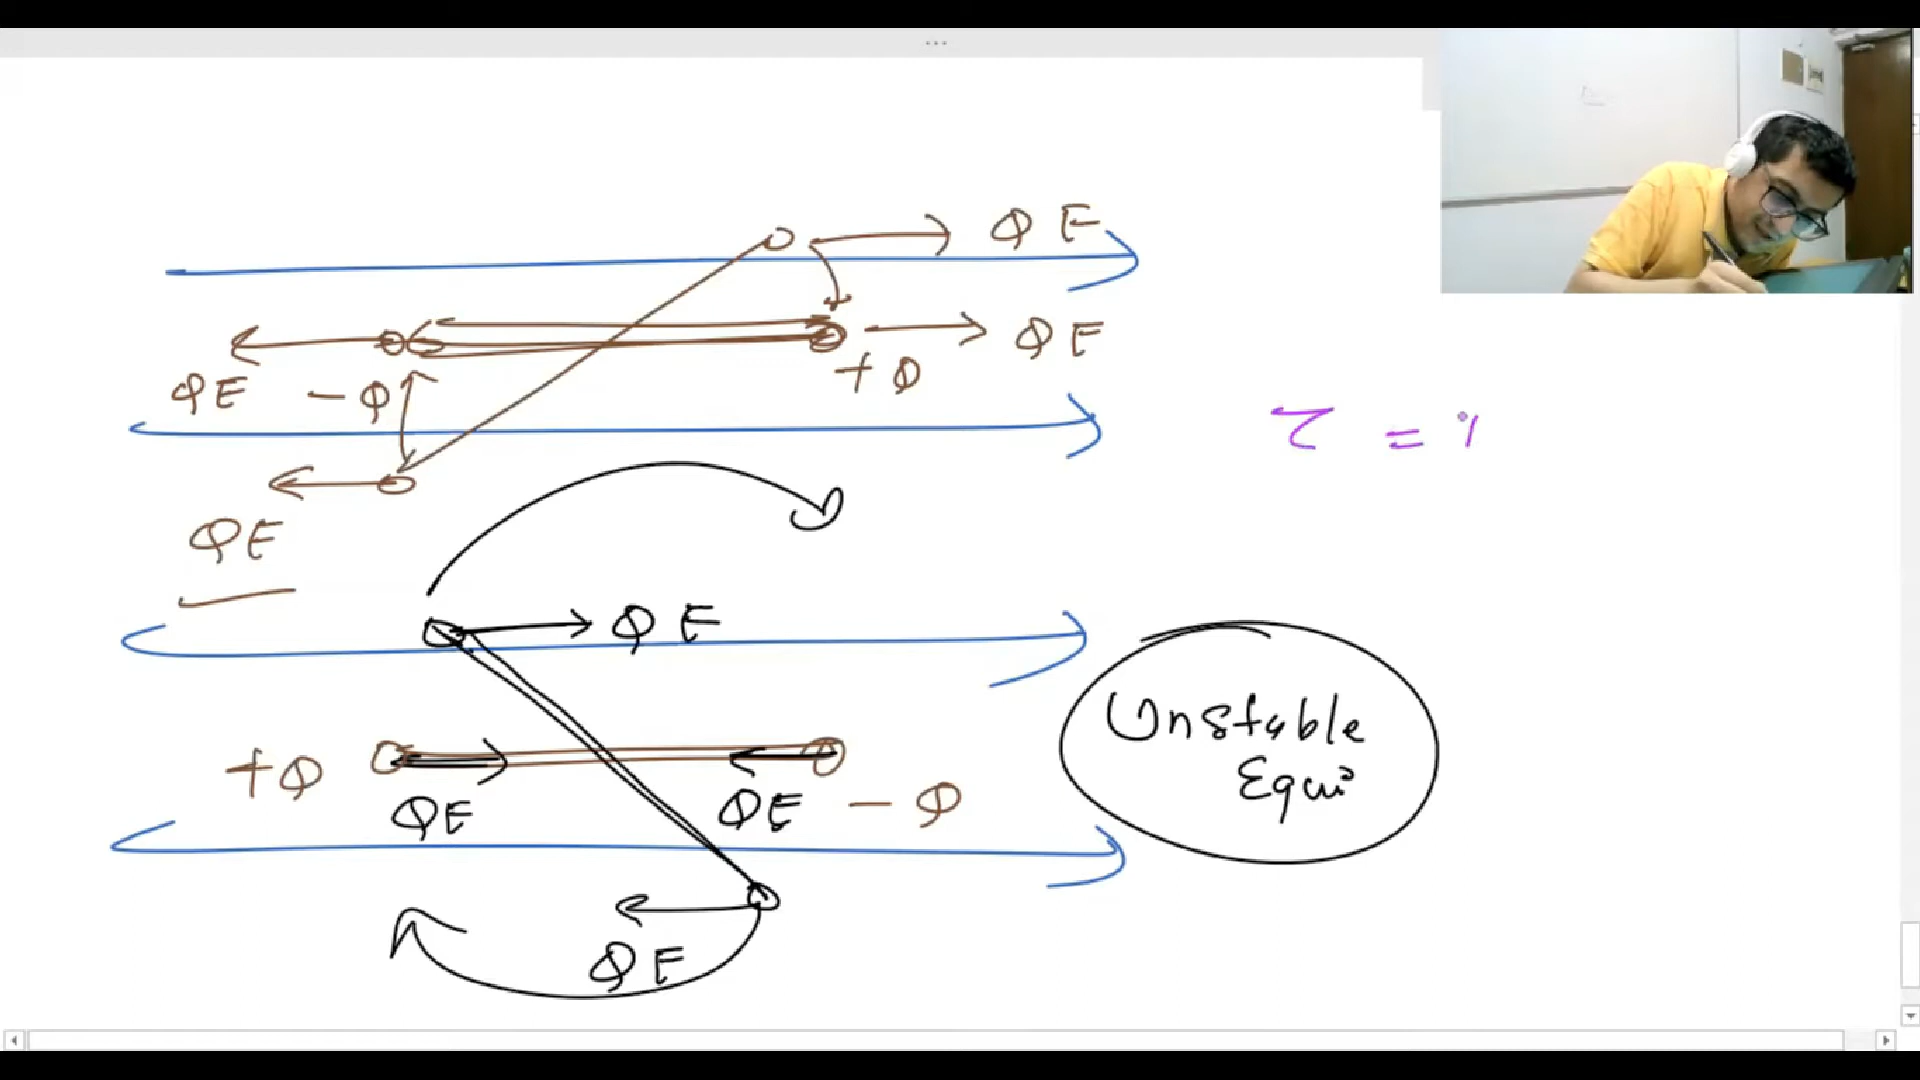 QE
QE
QE - Q + Q
τ =
QE
QE
Unstable
Equi
+Q QE QE - Q
QE